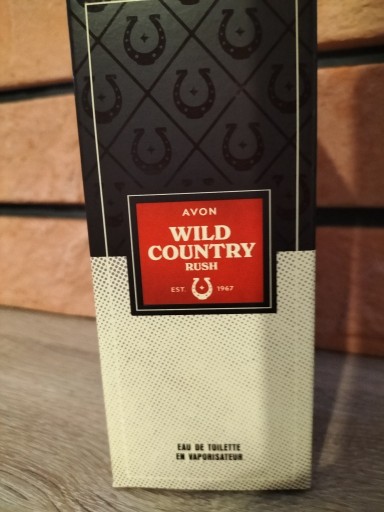 AVON
WILD
COUNTRY
RUSH
EST. 1967
EAU DE TOILETTE
EN VAPORISATEUR